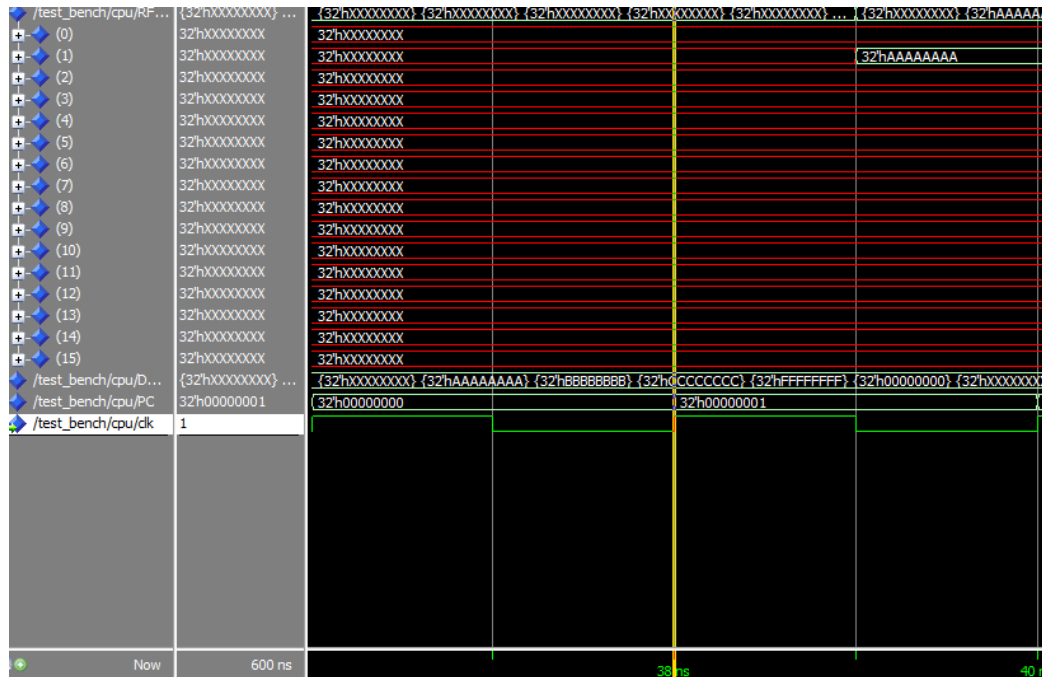 /test_bench/cpu/RF... {32'hXXXXXXXX} ... {32'hXXXXXXXX} {32'hXXXXXXXX} {32'hXXXXXXXX} {32'hXXXXXXXX} {32'hXXXXXXXX} ... {32'hXXXXXXXX} {32'hAAAAA
(0) 32'hXXXXXXXX 32'hXXXXXXXX
(1) 32'hXXXXXXXX 32'hXXXXXXXX 32'hAAAAAAAA
(2) 32'hXXXXXXXX 32'hXXXXXXXX
(3) 32'hXXXXXXXX 32'hXXXXXXXX
(4) 32'hXXXXXXXX 32'hXXXXXXXX
(5) 32'hXXXXXXXX 32'hXXXXXXXX
(6) 32'hXXXXXXXX 32'hXXXXXXXX
(7) 32'hXXXXXXXX 32'hXXXXXXXX
(8) 32'hXXXXXXXX 32'hXXXXXXXX
(9) 32'hXXXXXXXX 32'hXXXXXXXX
(10) 32'hXXXXXXXX 32'hXXXXXXXX
(11) 32'hXXXXXXXX 32'hXXXXXXXX
(12) 32'hXXXXXXXX 32'hXXXXXXXX
(13) 32'hXXXXXXXX 32'hXXXXXXXX
(14) 32'hXXXXXXXX 32'hXXXXXXXX
(15) 32'hXXXXXXXX 32'hXXXXXXXX
/test_bench/cpu/D... {32'hXXXXXXXX} ... {32'hXXXXXXXX} {32'hAAAAAAAA} {32'hBBBBBBBB} {32'hCCCCCCCC} {32'hFFFFFFFF} {32'h00000000} {32'hXXXXXXX
/test_bench/cpu/PC 32'h00000001 32'h00000000 32'h00000001
/test_bench/cpu/clk 1
Now 600 ns 38 ns 40 n